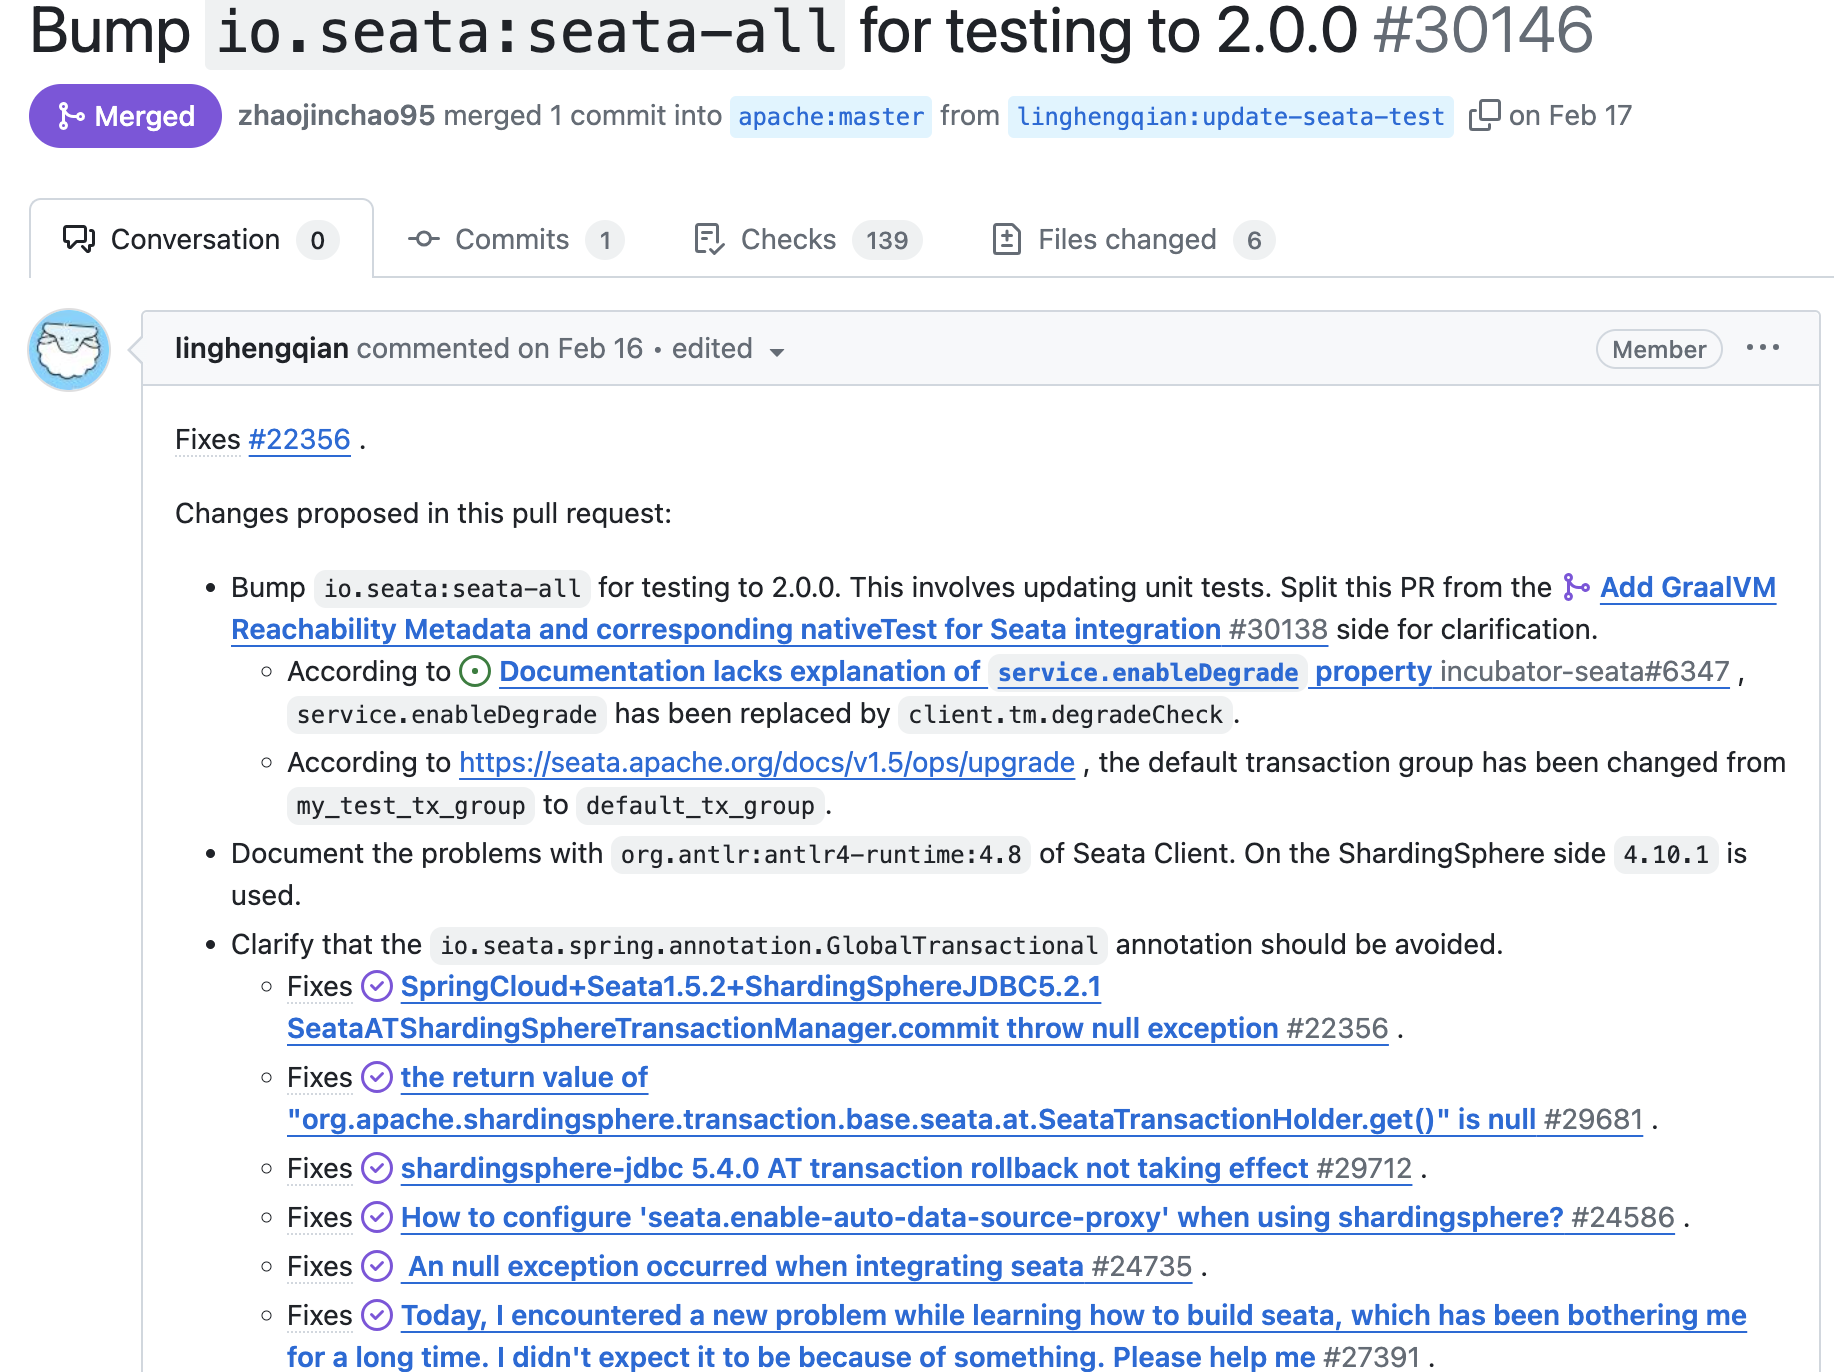 Bump io.seata:seata-all for testing to 2.0.0 #30146
Merged zhaojinchao95 merged 1 commit into apache:master from linghengqian:update-seata-test on Feb 17
Conversation 0 Commits 1 Checks 139 Files changed 6
linghengqian commented on Feb 16 • edited Member ...
Fixes #22356 .
Changes proposed in this pull request:
• Bump io.seata:seata-all for testing to 2.0.0. This involves updating unit tests. Split this PR from the Add GraalVM
Reachability Metadata and corresponding nativeTest for Seata integration #30138 side for clarification.
◦ According to Documentation lacks explanation of service.enableDegrade property incubator-seata#6347 ,
service.enableDegrade has been replaced by client.tm.degradeCheck .
◦ According to https://seata.apache.org/docs/v1.5/ops/upgrade , the default transaction group has been changed from
my_test_tx_group to default_tx_group .
• Document the problems with org.antlr:antlr4-runtime:4.8 of Seata Client. On the ShardingSphere side 4.10.1 is
used.
• Clarify that the io.seata.spring.annotation.GlobalTransactional annotation should be avoided.
◦ Fixes SpringCloud+Seata1.5.2+ShardingSphereJDBC5.2.1
SeataATShardingSphereTransactionManager.commit throw null exception #22356 .
◦ Fixes the return value of
"org.apache.shardingsphere.transaction.base.seata.at.SeataTransactionHolder.get()" is null #29681 .
◦ Fixes shardingsphere-jdbc 5.4.0 AT transaction rollback not taking effect #29712 .
◦ Fixes How to configure 'seata.enable-auto-data-source-proxy' when using shardingsphere? #24586 .
◦ Fixes An null exception occurred when integrating seata #24735 .
◦ Fixes Today, I encountered a new problem while learning how to build seata, which has been bothering me
for a long time. I didn't expect it to be because of something. Please help me #27391 .